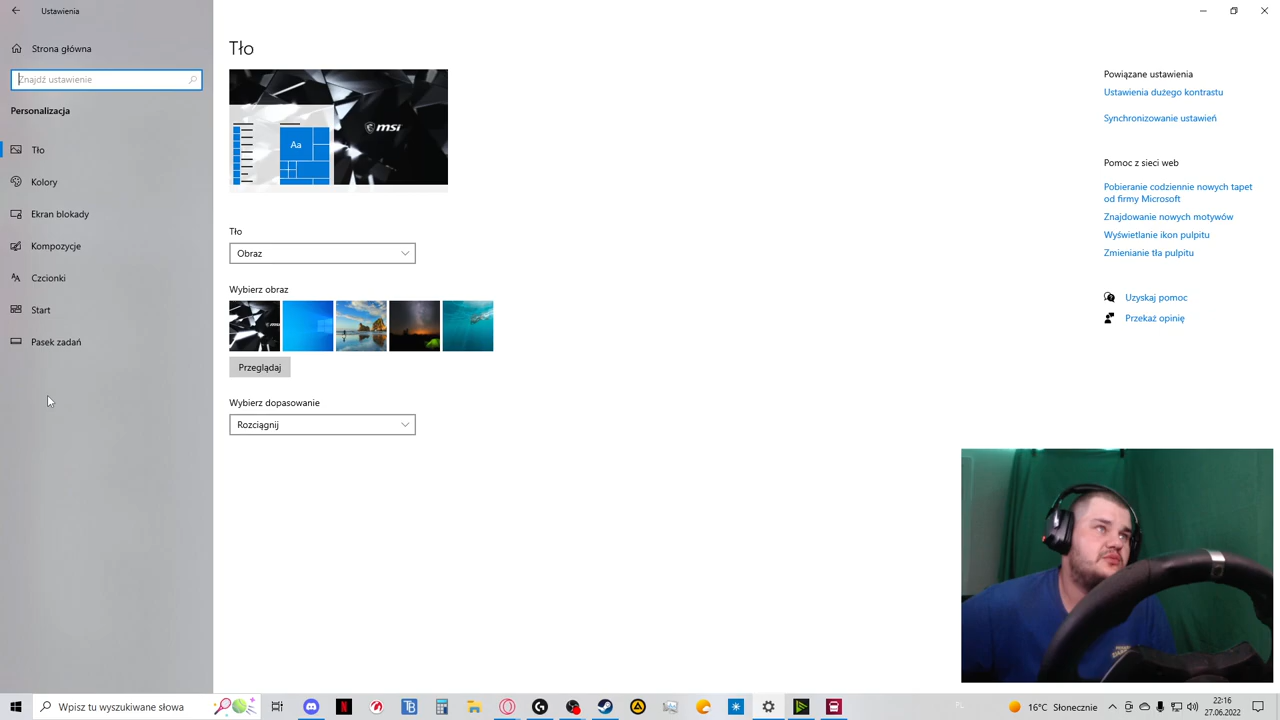 Ustawienia
Strona główna
Znajdź ustawienie
Personalizacja
Tło
Kolory
Ekran blokady
Kompozycje
Czcionki
Start
Pasek zadań
Tło
Aa
msi
Tło
Obraz
Wybierz obraz
Przeglądaj
Wybierz dopasowanie
Rozciągnij
Powiązane ustawienia
Ustawienia dużego kontrastu
Synchronizowanie ustawień
Pomoc z sieci web
Pobieranie codziennie nowych tapet
od firmy Microsoft
Znajdowanie nowych motywów
Wyświetlanie ikon pulpitu
Zmienianie tła pulpitu
Uzyskaj pomoc
Przekaż opinię
Wpisz tu wyszukiwane słowa
PL
16°C Słonecznie
22:16
27.06.2022